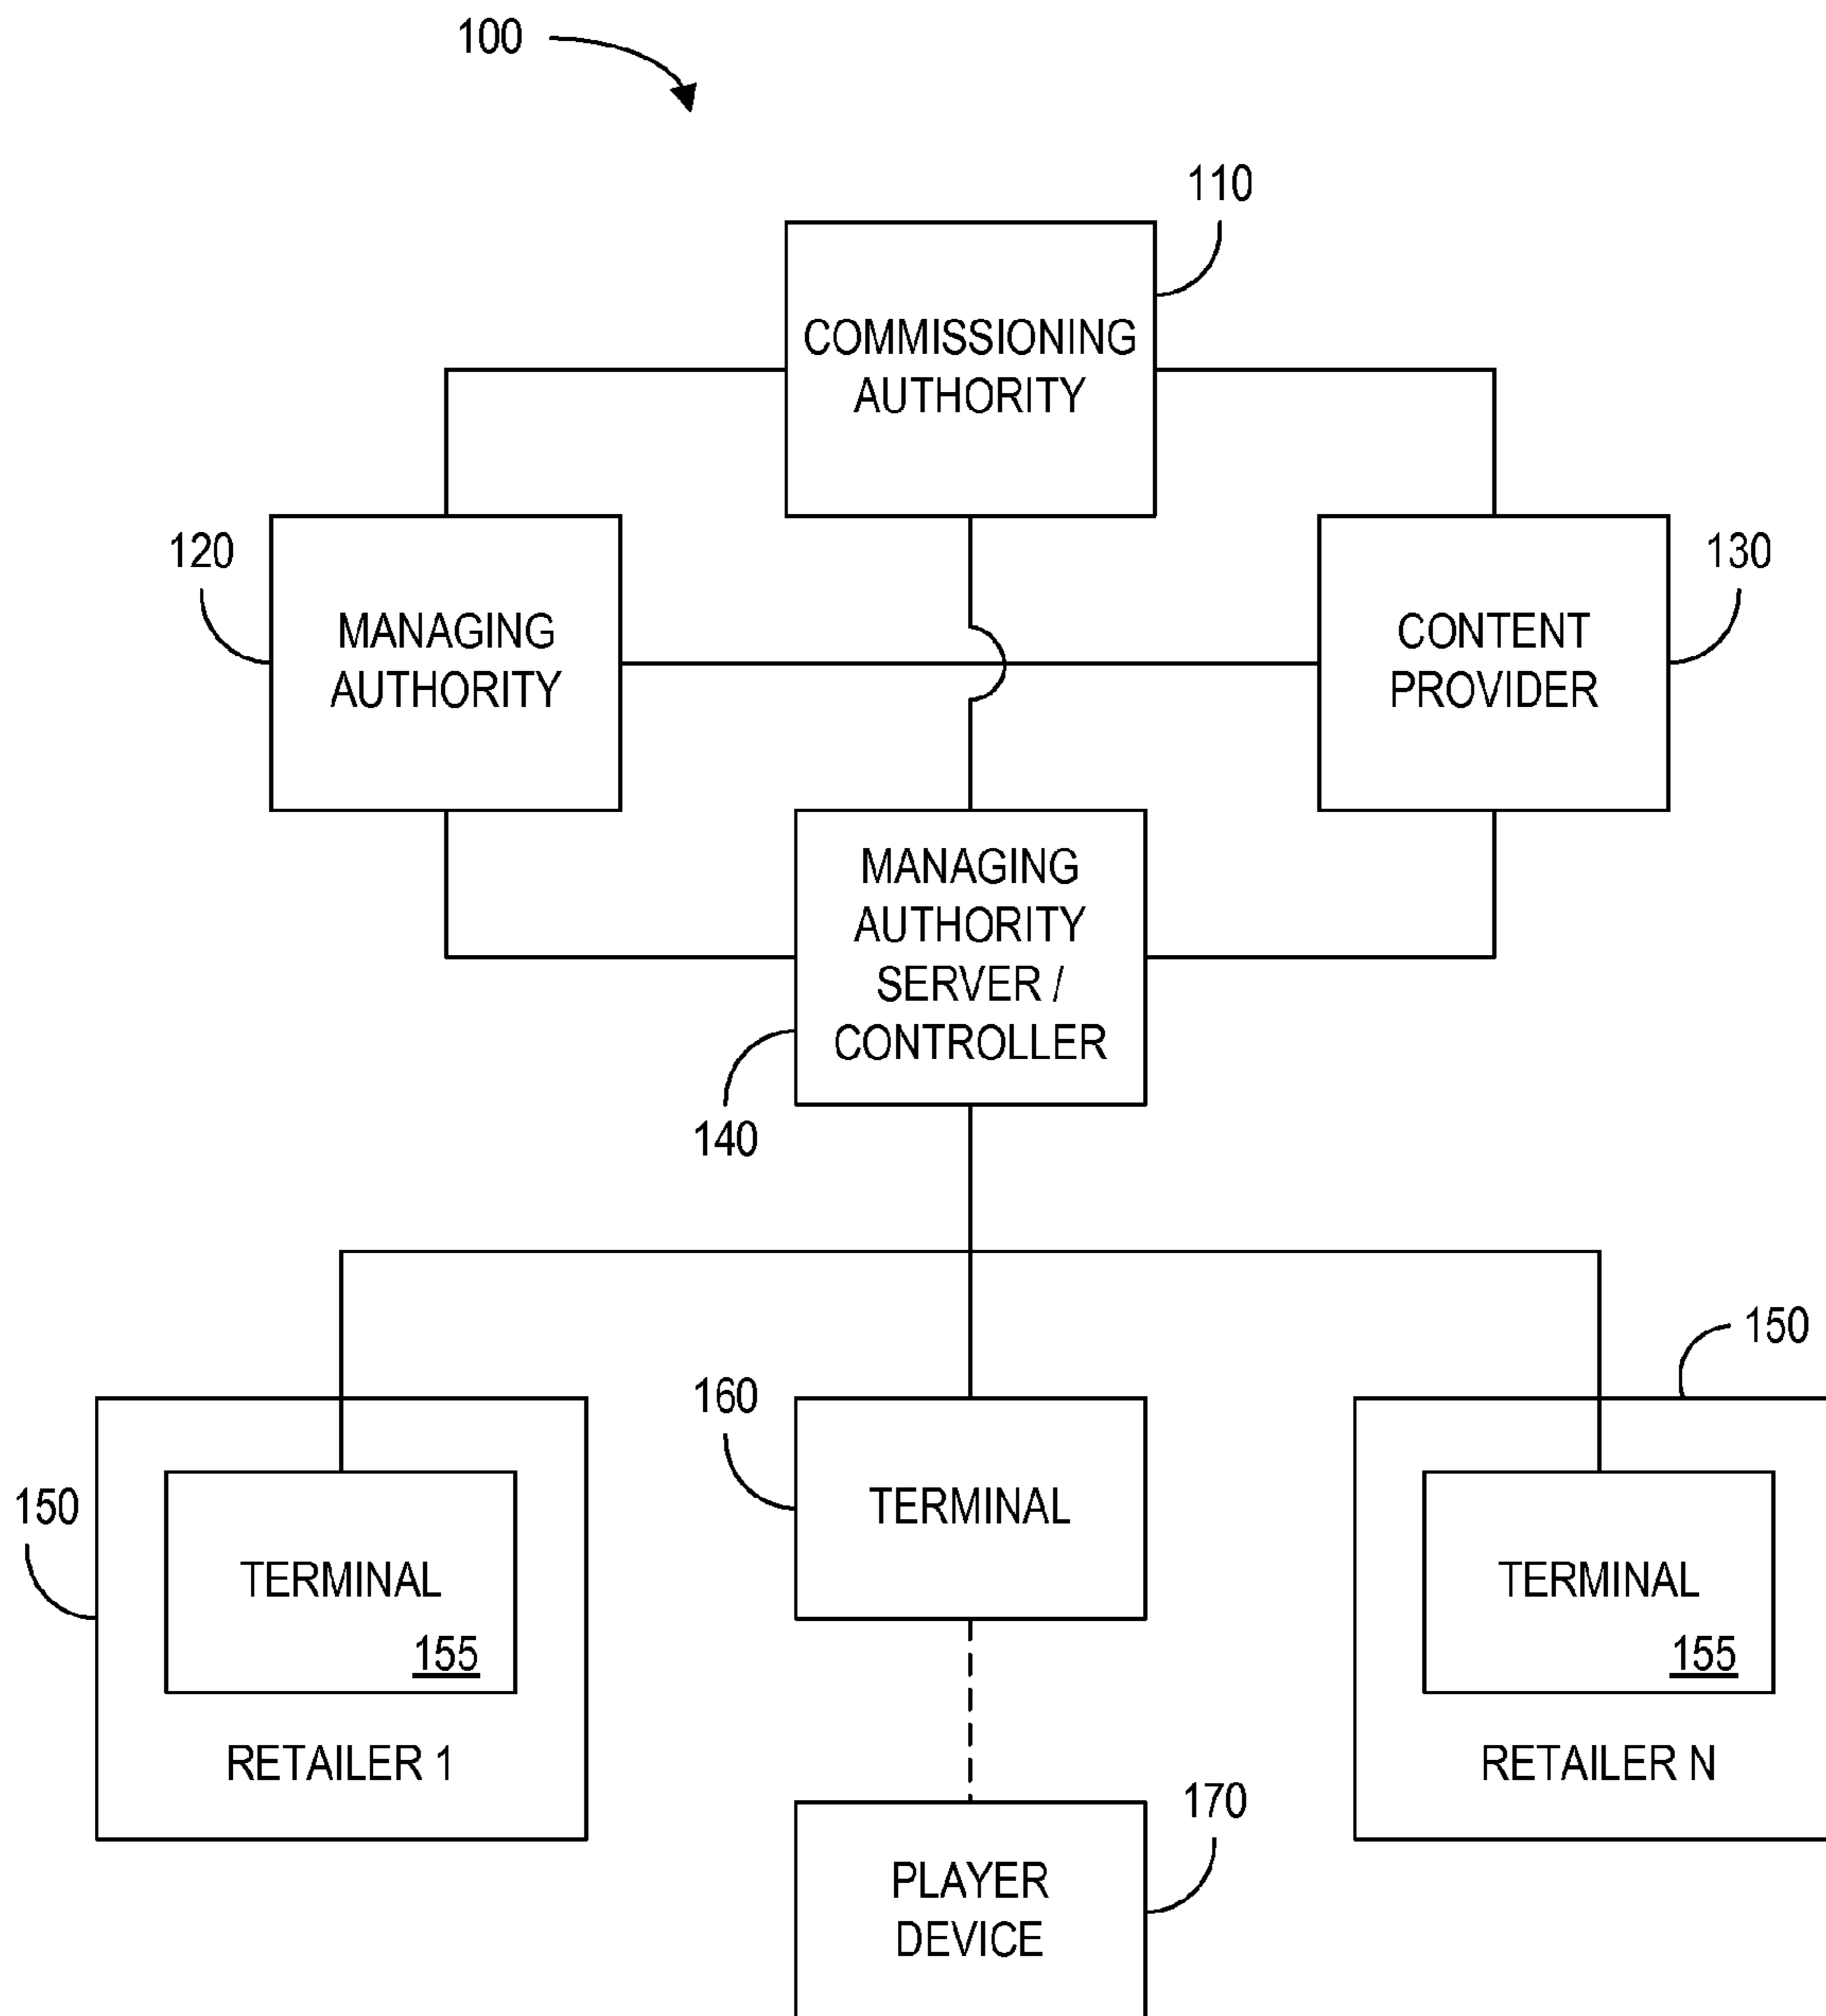 100
110
COMMISSIONING
AUTHORITY
120
130
MANAGING
AUTHORITY
CONTENT
PROVIDER
MANAGING
AUTHORITY
SERVER /
CONTROLLER
140
150
160
150
TERMINAL
TERMINAL
155
TERMINAL
155
RETAILER 1
RETAILER N
170
PLAYER
DEVICE